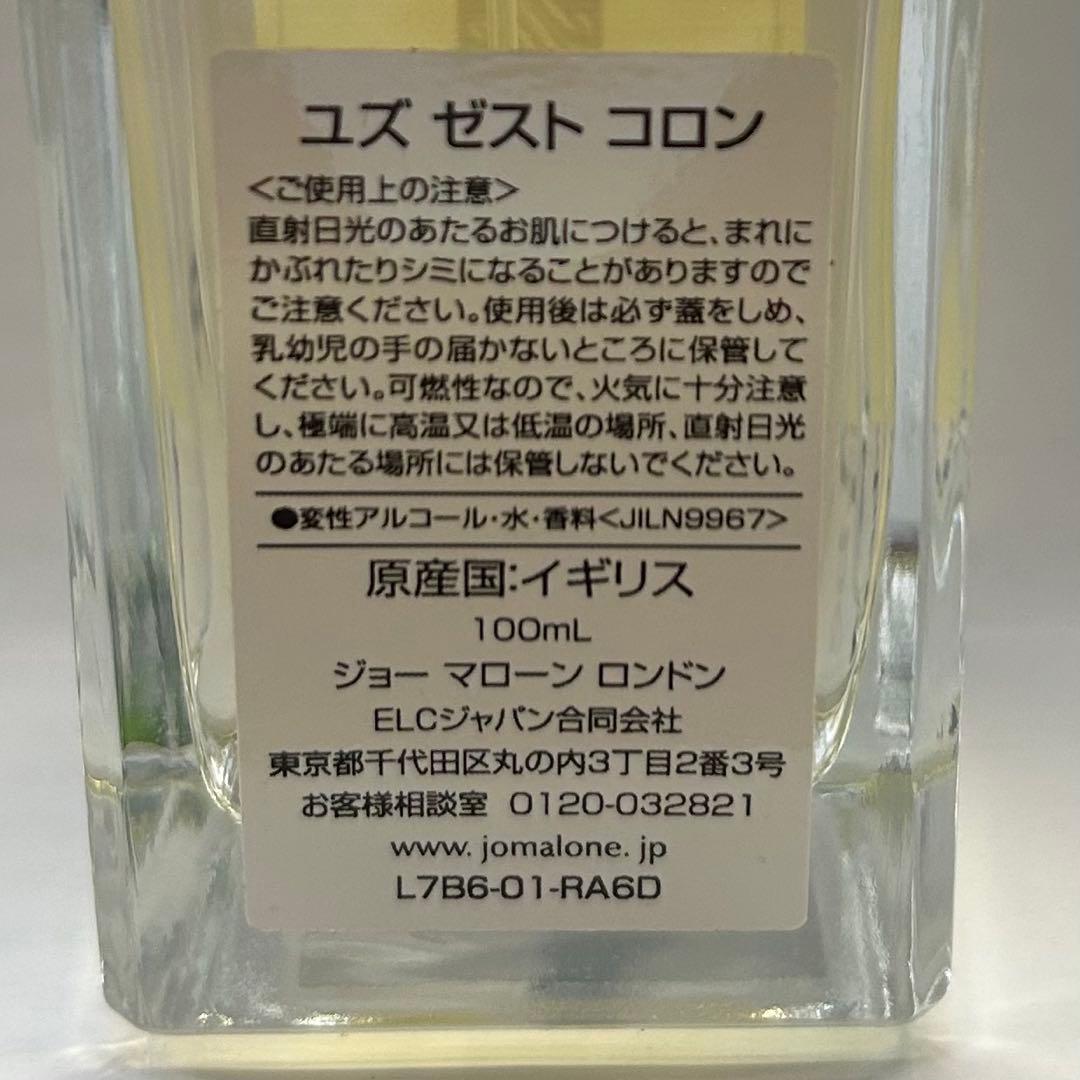 ユズ ゼスト コロン
<ご使用上の注意>
直射日光のあたるお肌につけると、まれに
かぶれたりシミになることがありますので
ご注意ください。使用後は必ず蓋をしめ、
乳幼児の手の届かないところに保管して
ください。可燃性なので、火気に十分注意
し、極端に高温又は低温の場所、直射日光
のあたる場所には保管しないでください。
●変性アルコール・水・香料<JILN9967>
原産国:イギリス
100mL
ジョー マローン ロンドン
ELCジャパン合同会社
東京都千代田区丸の内3丁目2番3号
お客様相談室 0120-032821
www.jomalone.jp
L7B6-01-RA6D